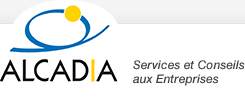 ALCADIA
Services et Conseils
aux Entreprises